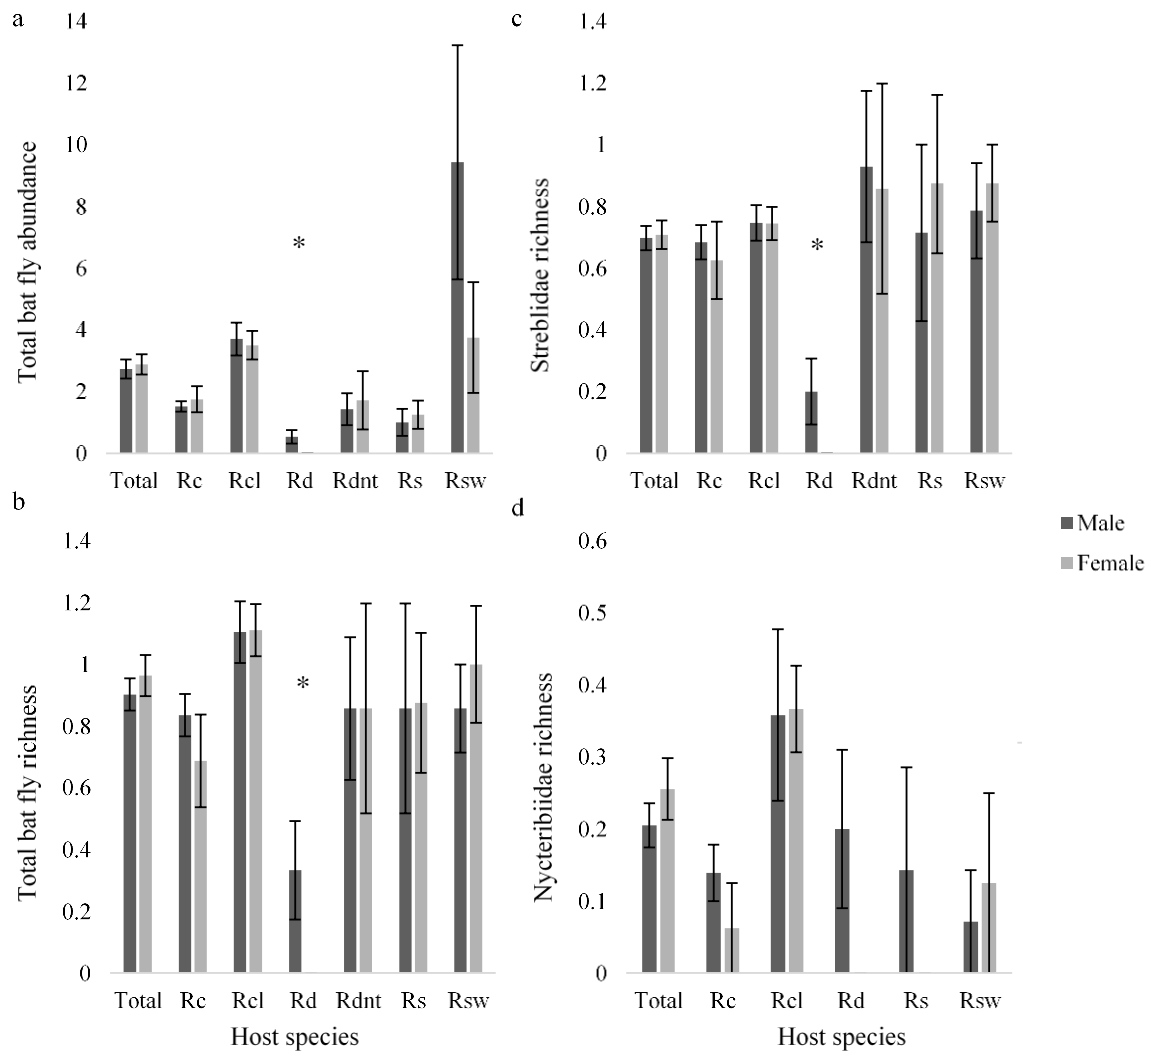 a
14
12
10
8
6
4
2
0
Total bat fly abundance
*
Total Rc Rcl Rd Rdnt Rs Rsw
c
1.4
1.2
1
0.8
0.6
0.4
0.2
0
Streblidae richness
*
Total Rc Rcl Rd Rdnt Rs Rsw
b
1.4
1.2
1
0.8
0.6
0.4
0.2
0
Total bat fly richness
*
Total Rc Rcl Rd Rdnt Rs Rsw
Host species
d
0.6
0.5
0.4
0.3
0.2
0.1
0
Nycteribiidae richness
Total Rc Rcl Rd Rs Rsw
Host species
Male
Female